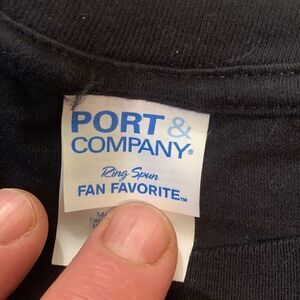 PORT &
COMPANY®
Ring Spun
FAN FAVORITE™